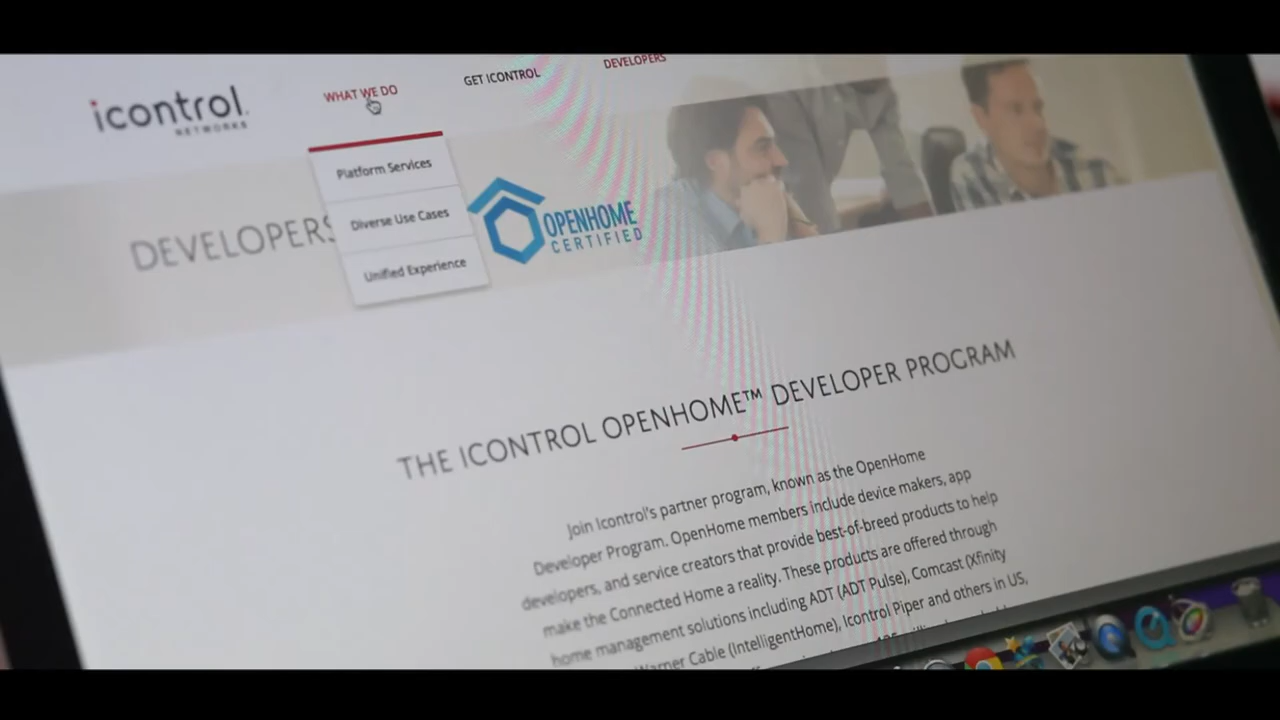 icontrol
NETWORKS
WHAT WE DO
GET ICONTROL
DEVELOPERS
Platform Services
Diverse Use Cases
Unified Experience
DEVELOPERS
OPENHOME
CERTIFIED
THE ICONTROL OPENHOME™ DEVELOPER PROGRAM
Join Icontrol's partner program, known as the OpenHome
Developer Program. OpenHome members include device makers, app
developers, and service creators that provide best-of-breed products to help
make the Connected Home a reality. These products are offered through
home management solutions including ADT (ADT Pulse), Comcast (Xfinity
Warner Cable (IntelligentHome), Icontrol Piper and others in US,